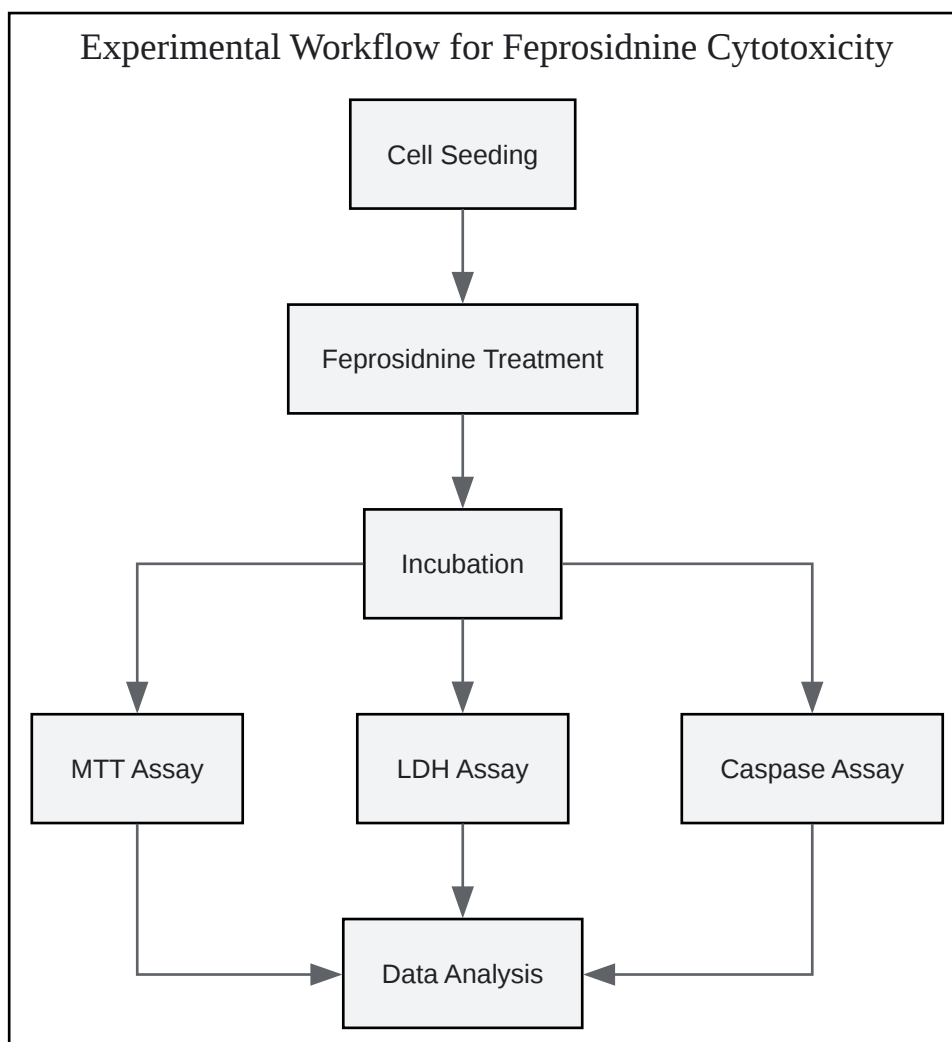 Experimental Workflow for Feprosidnine Cytotoxicity
Cell Seeding
Feprosidnine Treatment
Incubation
MTT Assay
LDH Assay
Caspase Assay
Data Analysis